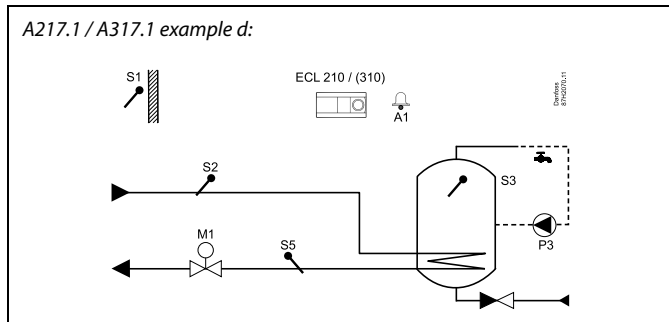 A217.1 / A317.1 example d:
S1
ECL 210 / (310)
A1
Danfoss
87H2070.11
S2
S3
M1
S5
P3